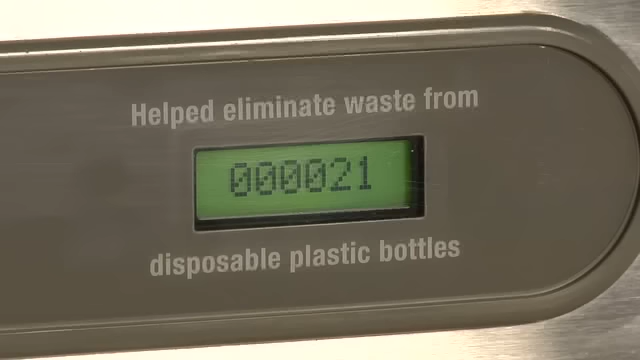 Helped eliminate waste from
000021
disposable plastic bottles